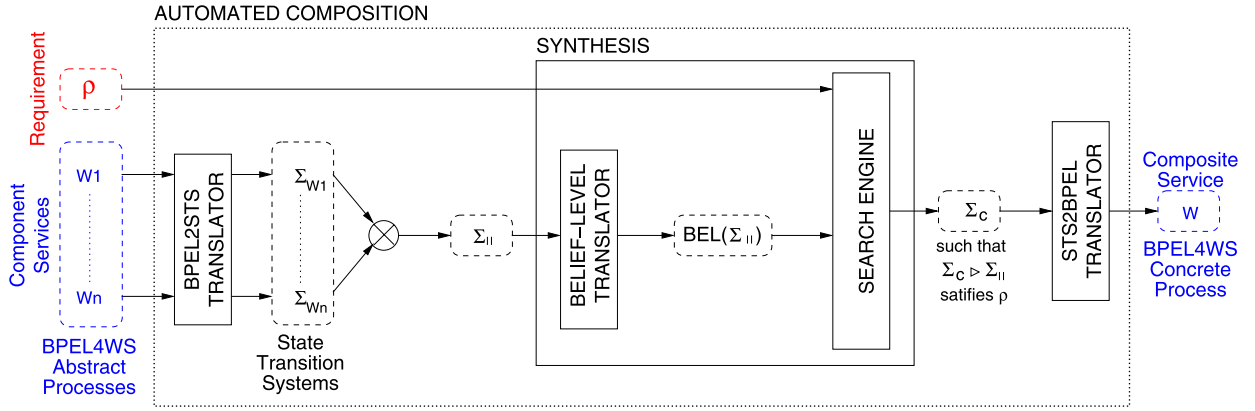 AUTOMATED COMPOSITION
SYNTHESIS
Requirement
ρ
Component
Services
W1
Wn
BPEL4WS
Abstract
Processes
BPEL2STS
TRANSLATOR
Σ_W1
Σ_Wn
State
Transition
Systems
Σ_||
BELIEF-LEVEL
TRANSLATOR
BEL(Σ_||)
SEARCH ENGINE
Σ_C
such that
Σ_C ▷ Σ_||
satifies ρ
STS2BPEL
TRANSLATOR
Composite
Service
W
BPEL4WS
Concrete
Process